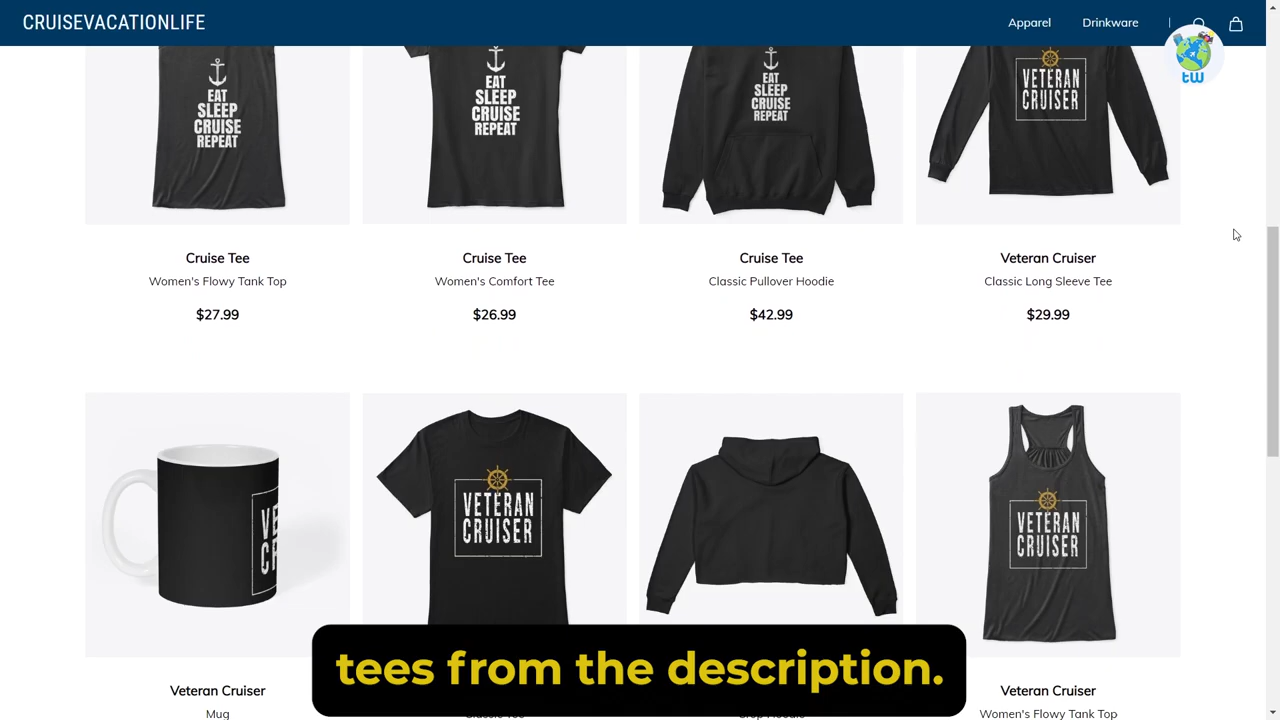 CRUISEVACATIONLIFE
Apparel
Drinkware
tw
EAT
SLEEP
CRUISE
REPEAT
EAT
SLEEP
CRUISE
REPEAT
EAT
SLEEP
CRUISE
REPEAT
VETERAN
CRUISER
Cruise Tee
Women's Flowy Tank Top
$27.99
Cruise Tee
Women's Comfort Tee
$26.99
Cruise Tee
Classic Pullover Hoodie
$42.99
Veteran Cruiser
Classic Long Sleeve Tee
$29.99
VE
CR
VETERAN
CRUISER
VETERAN
CRUISER
tees from the description.
Veteran Cruiser
Mug
Veteran Cruiser
Women's Flowy Tank Top